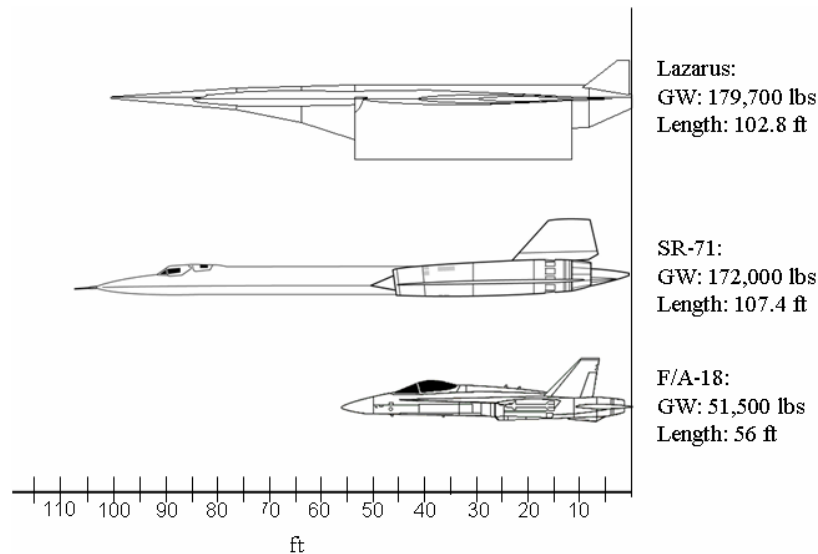 Lazarus:
GW: 179,700 lbs
Length: 102.8 ft
SR-71:
GW: 172,000 lbs
Length: 107.4 ft
F/A-18:
GW: 51,500 lbs
Length: 56 ft
110 100 90 80 70 60 50 40 30 20 10
ft